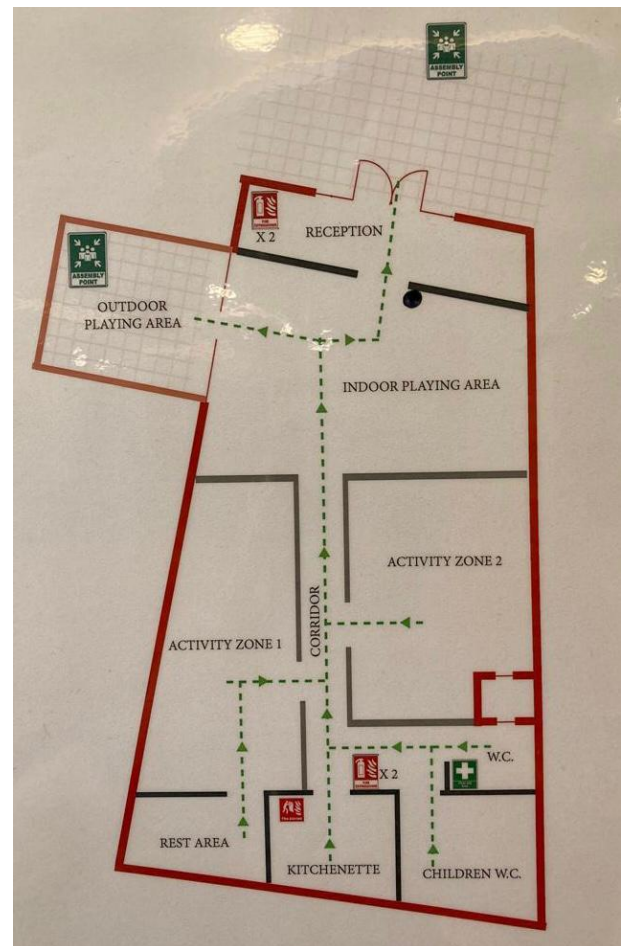 ASSEMBLY
POINT
X 2
RECEPTION
ASSEMBLY
POINT
OUTDOOR
PLAYING AREA
INDOOR PLAYING AREA
ACTIVITY ZONE 2
CORRIDOR
ACTIVITY ZONE 1
W.C.
X 2
REST AREA
KITCHENETTE
CHILDREN W.C.